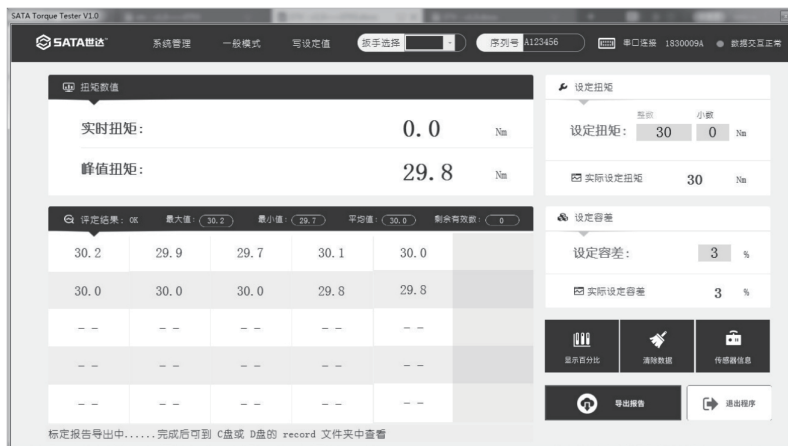 SATA Torque Tester V1.0
SATA世达 系统管理 一般模式 写设定值 扳手选择 序列号 A123456 串口连接 1830009A 数据交互正常
扭矩数值
实时扭矩: 0.0 Nm
峰值扭矩: 29.8 Nm
设定扭矩
整数 小数
设定扭矩: 30 0 Nm
实际设定扭矩 30 Nm
评定结果: OK 最大值: 30.2 最小值: 29.7 平均值: 30.0 剩余有效数: 0
30.2 29.9 29.7 30.1 30.0
30.0 30.0 30.0 29.8 29.8
-- -- -- -- --
-- -- -- -- --
-- -- -- -- --
设定容差
设定容差: 3 %
实际设定容差 3 %
显示百分比 清除数据 传感器信息
导出报告 退出程序
标定报告导出中......完成后可到 C盘或 D盘的 record 文件夹中查看